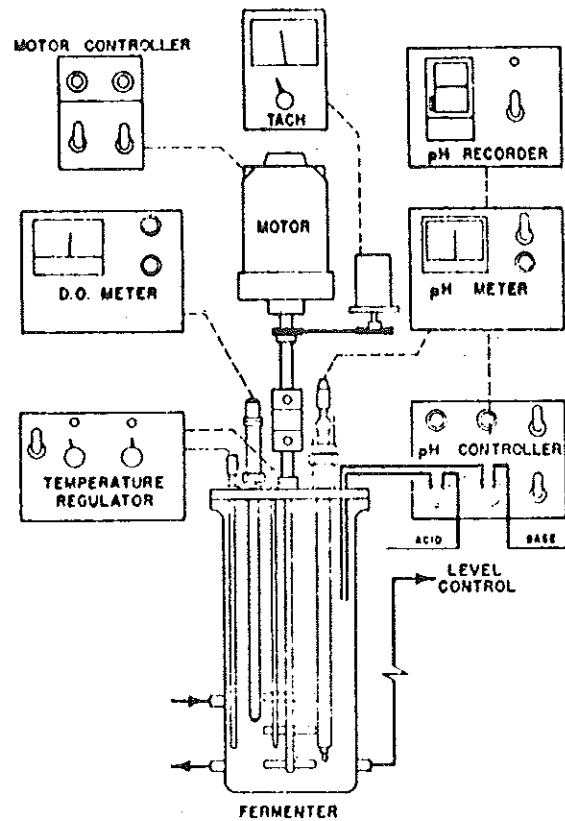 MOTOR CONTROLLER
TACH
pH RECORDER
MOTOR
D.O. METER
pH METER
pH CONTROLLER
TEMPERATURE
REGULATOR
ACID
BASE
LEVEL
CONTROL
FERMENTER